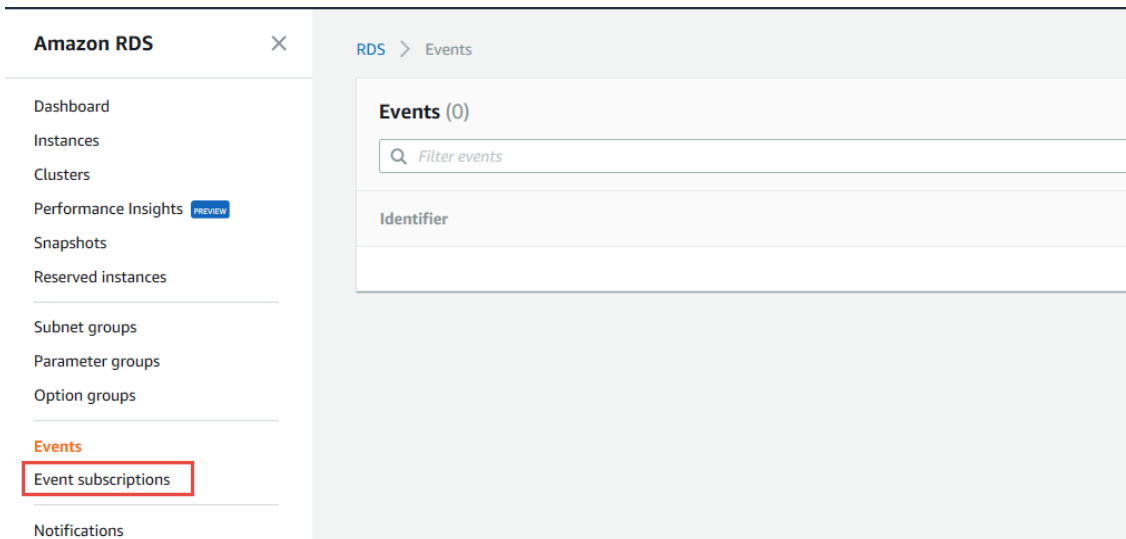 Amazon RDS
Dashboard
Instances
Clusters
Performance Insights PREVIEW
Snapshots
Reserved instances
Subnet groups
Parameter groups
Option groups
Events
Event subscriptions
Notifications
RDS > Events
Events (0)
Filter events
Identifier